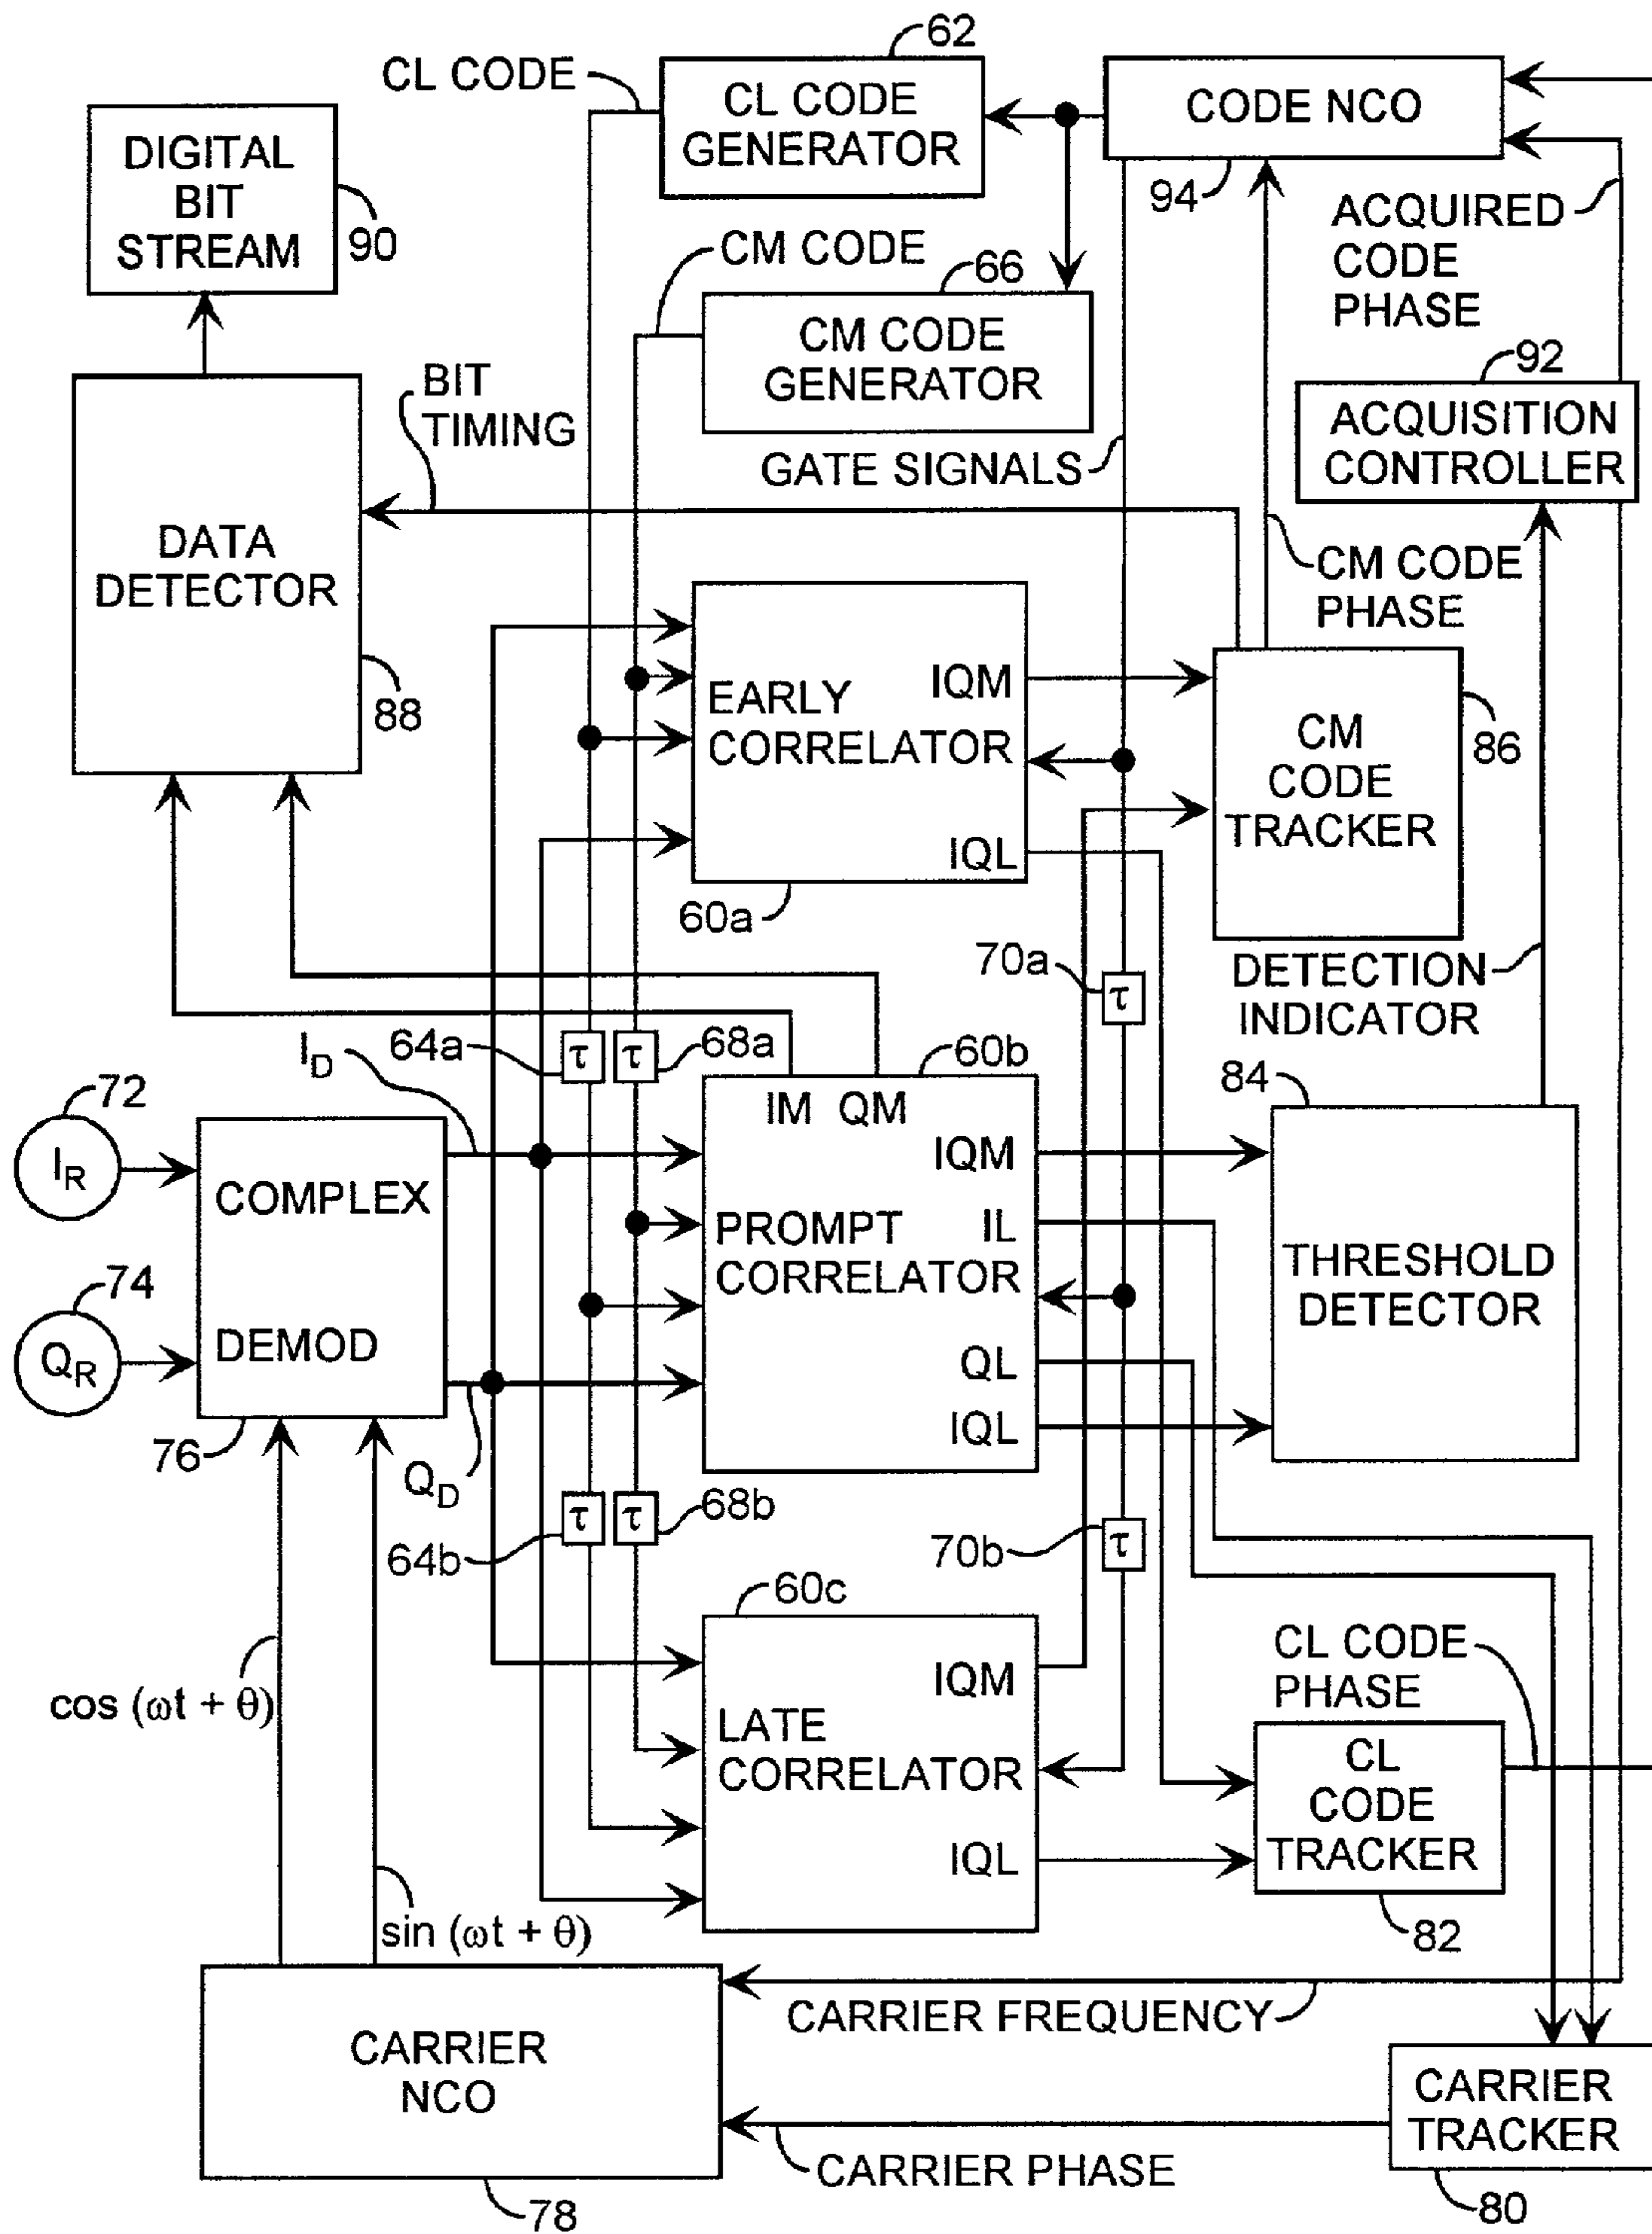 62
CL CODE
CL CODE
GENERATOR
CODE NCO
94
DIGITAL
BIT
STREAM
90
ACQUIRED
CODE
PHASE
CM CODE
66
CM CODE
GENERATOR
BIT
TIMING
GATE SIGNALS
92
ACQUISITION
CONTROLLER
DATA
DETECTOR
88
CM CODE
PHASE
EARLY
CORRELATOR
IQM
IQL
60a
CM
CODE
TRACKER
86
70a
τ
DETECTION
INDICATOR
I_D
64a
τ
τ
68a
60b
84
72
I_R
COMPLEX
DEMOD
74
Q_R
76
Q_D
IM QM
IQM
PROMPT
CORRELATOR
IL
QL
IQL
THRESHOLD
DETECTOR
64b
τ
τ
68b
70b
τ
60c
cos (ωt + θ)
sin (ωt + θ)
IQM
LATE
CORRELATOR
IQL
CL CODE
PHASE
CL
CODE
TRACKER
82
CARRIER FREQUENCY
CARRIER
NCO
78
CARRIER PHASE
CARRIER
TRACKER
80